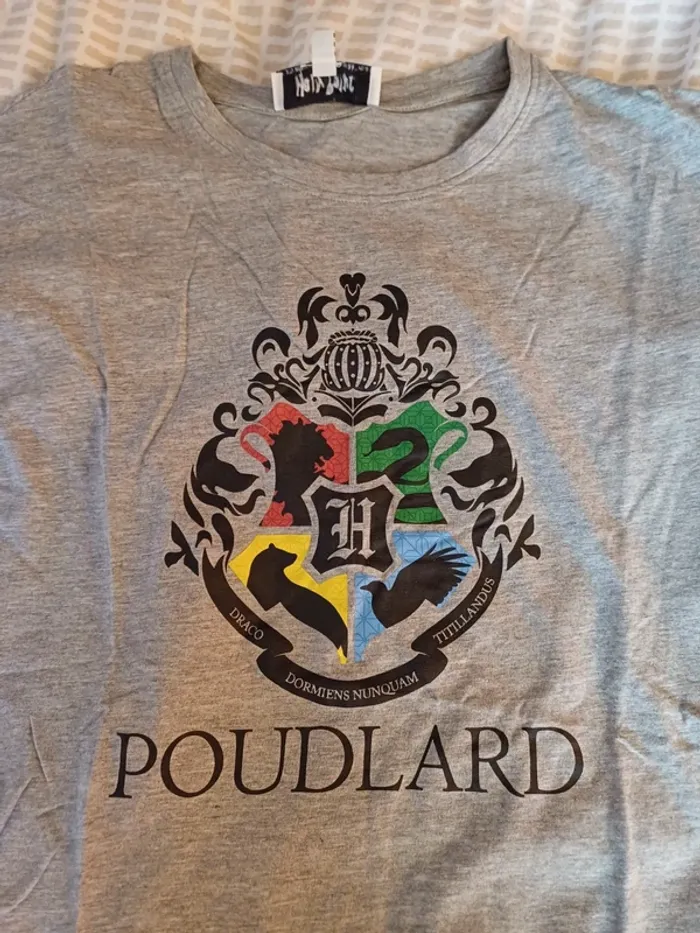 H
DRACO
DORMIENS NUNQUAM
TITILLANDUS
POUDLARD